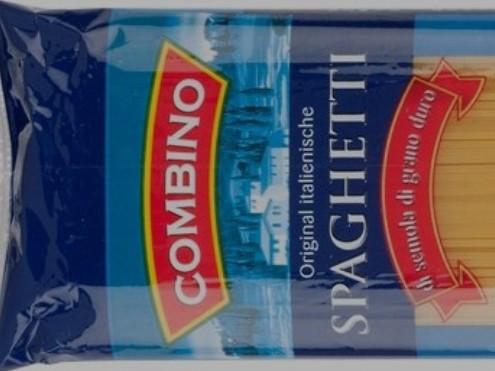 COMBINO
Original italienische
SPAGHETTI
di semola di grano duro